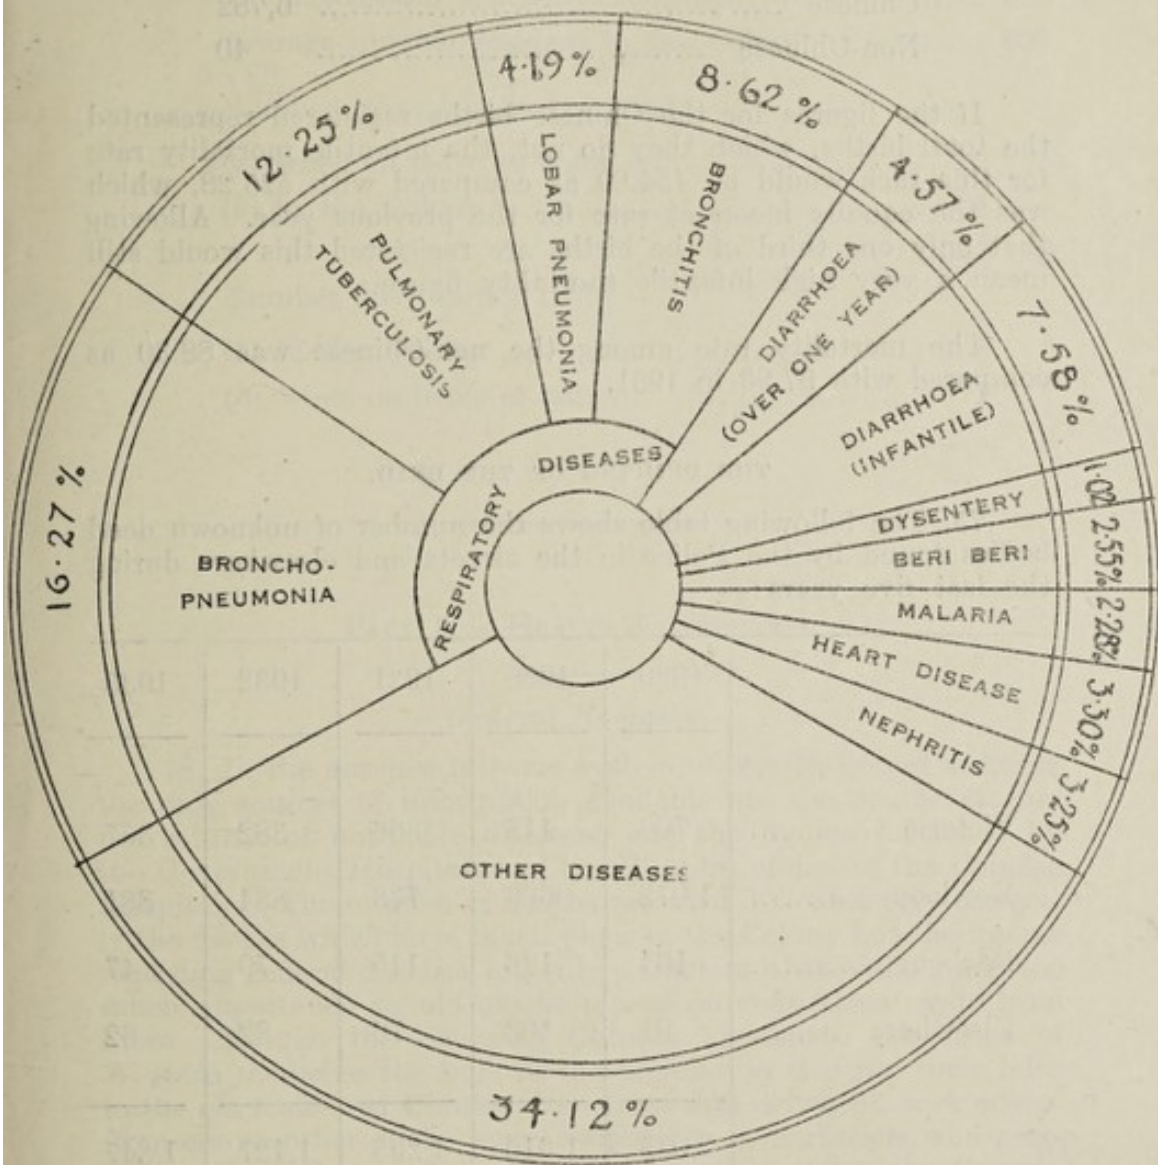 4.19%
LOBAR PNEUMONIA
8.62%
BRONCHITIS
4.57%
DIARRHOEA
(OVER ONE YEAR)
7.58%
DIARRHOEA
(INFANTILE)
1.02
DYSENTERY
2.55%
BERI BERI
2.28%
MALARIA
3.30%
HEART DISEASE
3.25%
NEPHRITIS
34.12%
OTHER DISEASES
16.27%
BRONCHO-
PNEUMONIA
12.25%
PULMONARY
TUBERCULOSIS
RESPIRATORY DISEASES